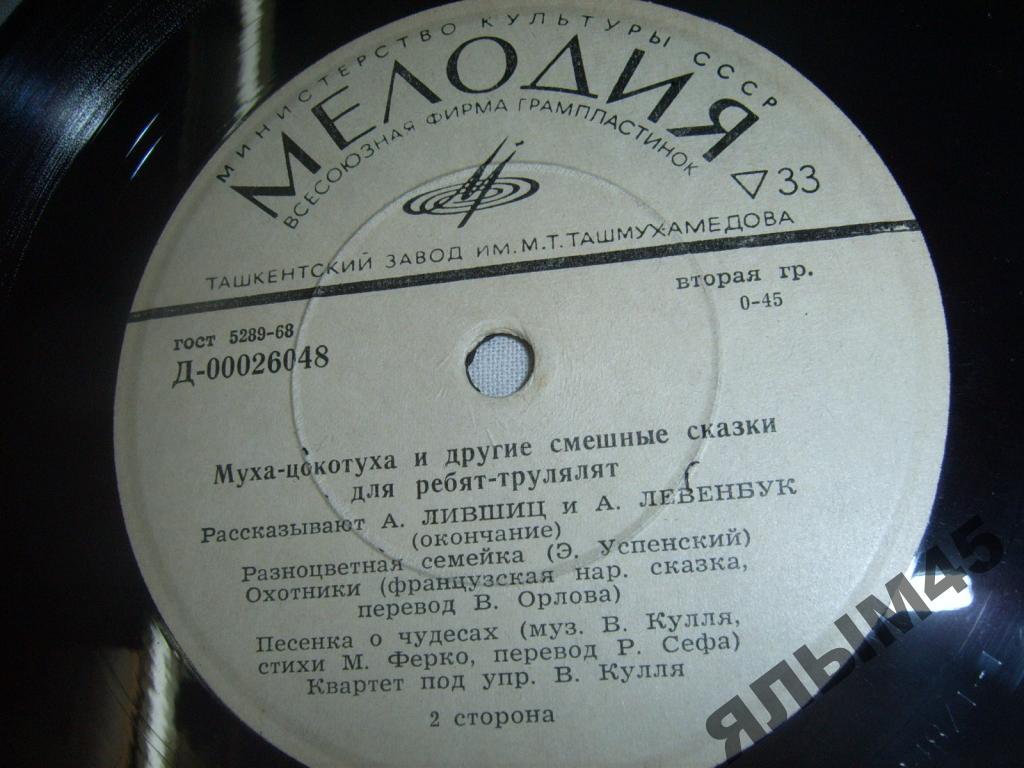 МИНИСТЕРСТВО КУЛЬТУРЫ СССР
МЕЛОДИЯ
ВСЕСОЮЗНАЯ ФИРМА ГРАМПЛАСТИНОК
33
ТАШКЕНТСКИЙ ЗАВОД ИМ. М.Т. ТАШМУХАМЕДОВА
вторая гр.
0-45
гост 5289-68
Д-00026048
Муха-цокотуха и другие смешные сказки
для ребят-трулялят
Рассказывают А. ЛИВШИЦ и А. ЛЕВЕНБУК
(окончание)
Разноцветная семейка (Э. Успенский)
Охотники (французская нар. сказка,
перевод В. Орлова)
Песенка о чудесах (муз. В. Кулля,
стихи М. Ферко, перевод Р. Сефа)
Квартет под упр. В. Кулля
2 сторона
ЯЛЫМ45